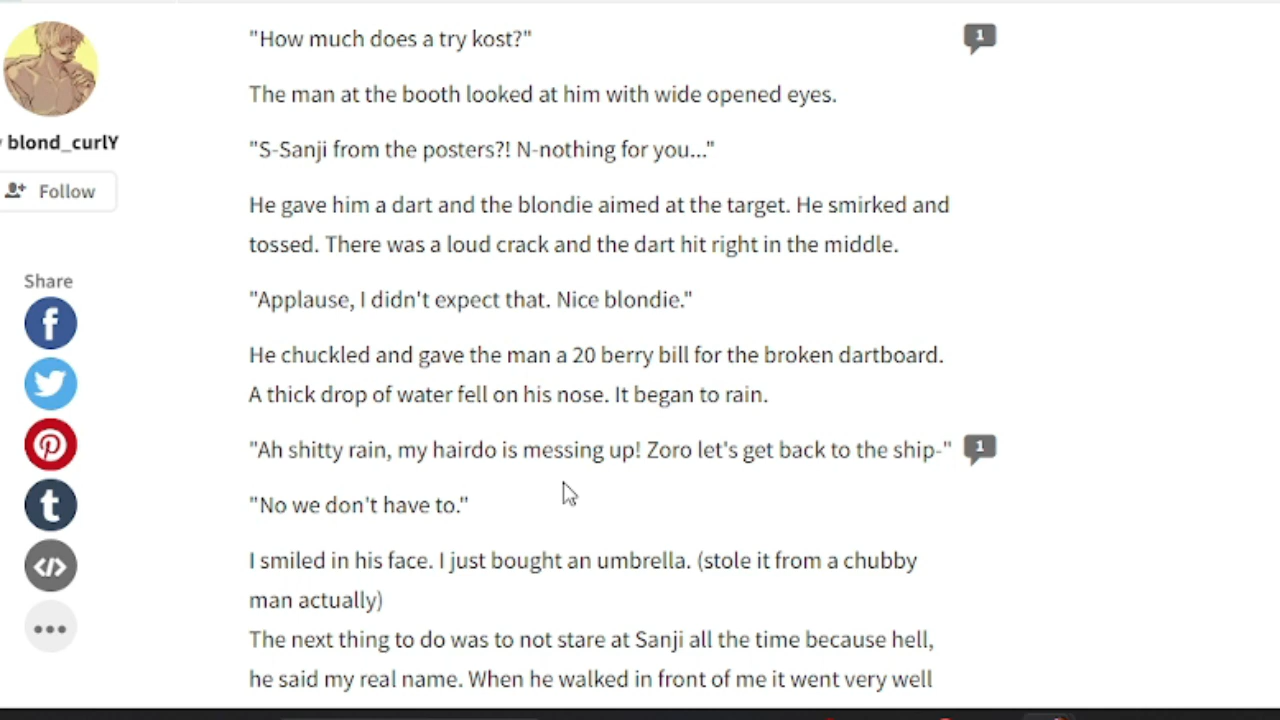 "How much does a try kost?"
1
The man at the booth looked at him with wide opened eyes.
blond_curlY
"S-Sanji from the posters?! N-nothing for you..."
Follow
He gave him a dart and the blondie aimed at the target. He smirked and
tossed. There was a loud crack and the dart hit right in the middle.
Share
"Applause, I didn't expect that. Nice blondie."
He chuckled and gave the man a 20 berry bill for the broken dartboard.
A thick drop of water fell on his nose. It began to rain.
"Ah shitty rain, my hairdo is messing up! Zoro let's get back to the ship-"
1
"No we don't have to."
I smiled in his face. I just bought an umbrella. (stole it from a chubby
man actually)
The next thing to do was to not stare at Sanji all the time because hell,
he said my real name. When he walked in front of me it went very well